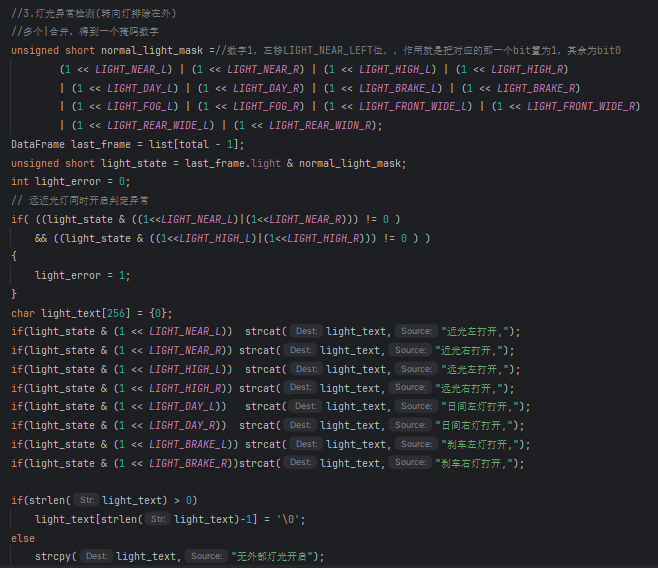 //3.灯光异常检测(转向灯排除在外)
//多个|合并，得到一个掩码数字
unsigned short normal_light_mask =//数字1，左移LIGHT_NEAR_LEFT位，，作用就是把对应的那一个bit置为1，其余为bit0
(1 << LIGHT_NEAR_L) | (1 << LIGHT_NEAR_R) | (1 << LIGHT_HIGH_L) | (1 << LIGHT_HIGH_R)
| (1 << LIGHT_DAY_L) | (1 << LIGHT_DAY_R) | (1 << LIGHT_BRAKE_L) | (1 << LIGHT_BRAKE_R)
| (1 << LIGHT_FOG_L) | (1 << LIGHT_FOG_R) | (1 << LIGHT_FRONT_WIDE_L) | (1 << LIGHT_FRONT_WIDE_R)
| (1 << LIGHT_REAR_WIDE_L) | (1 << LIGHT_REAR_WIDN_R);
DataFrame last_frame = list[total - 1];
unsigned short light_state = last_frame.light & normal_light_mask;
int light_error = 0;
// 远近光灯同时开启判定异常
if( ((light_state & ((1<<LIGHT_NEAR_L)|(1<<LIGHT_NEAR_R))) != 0 )
&& ((light_state & ((1<<LIGHT_HIGH_L)|(1<<LIGHT_HIGH_R))) != 0 ) )
{
light_error = 1;
}
char light_text[256] = {0};
if(light_state & (1 << LIGHT_NEAR_L))  strcat( Dest: light_text, Source: "近光左打开,");
if(light_state & (1 << LIGHT_NEAR_R)) strcat( Dest: light_text, Source: "近光右打开,");
if(light_state & (1 << LIGHT_HIGH_L))  strcat( Dest: light_text, Source: "远光左打开,");
if(light_state & (1 << LIGHT_HIGH_R)) strcat( Dest: light_text, Source: "远光右打开,");
if(light_state & (1 << LIGHT_DAY_L))   strcat( Dest: light_text, Source: "日间左灯打开,");
if(light_state & (1 << LIGHT_DAY_R))  strcat( Dest: light_text, Source: "日间右灯打开,");
if(light_state & (1 << LIGHT_BRAKE_L)) strcat( Dest: light_text, Source: "刹车左灯打开,");
if(light_state & (1 << LIGHT_BRAKE_R))strcat( Dest: light_text, Source: "刹车右灯打开,");
if(strlen( Str: light_text) > 0)
light_text[strlen( Str: light_text)-1] = '\0';
else
strcpy( Dest: light_text, Source: "无外部灯光开启");